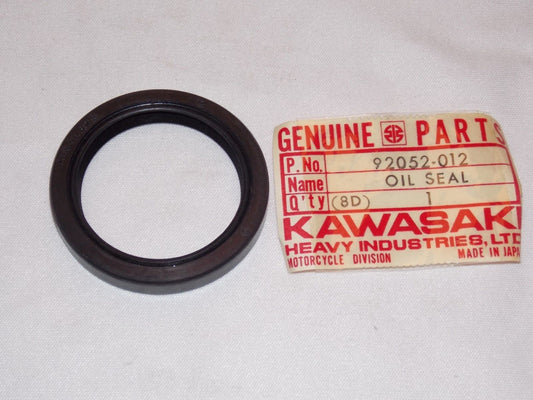 GENUINE PARTS
P. No. 92052-012
Name OIL SEAL
Q'ty (8D) 1
KAWASAKI
HEAVY INDUSTRIES, LTD
MOTORCYCLE DIVISION MADE IN JAPA